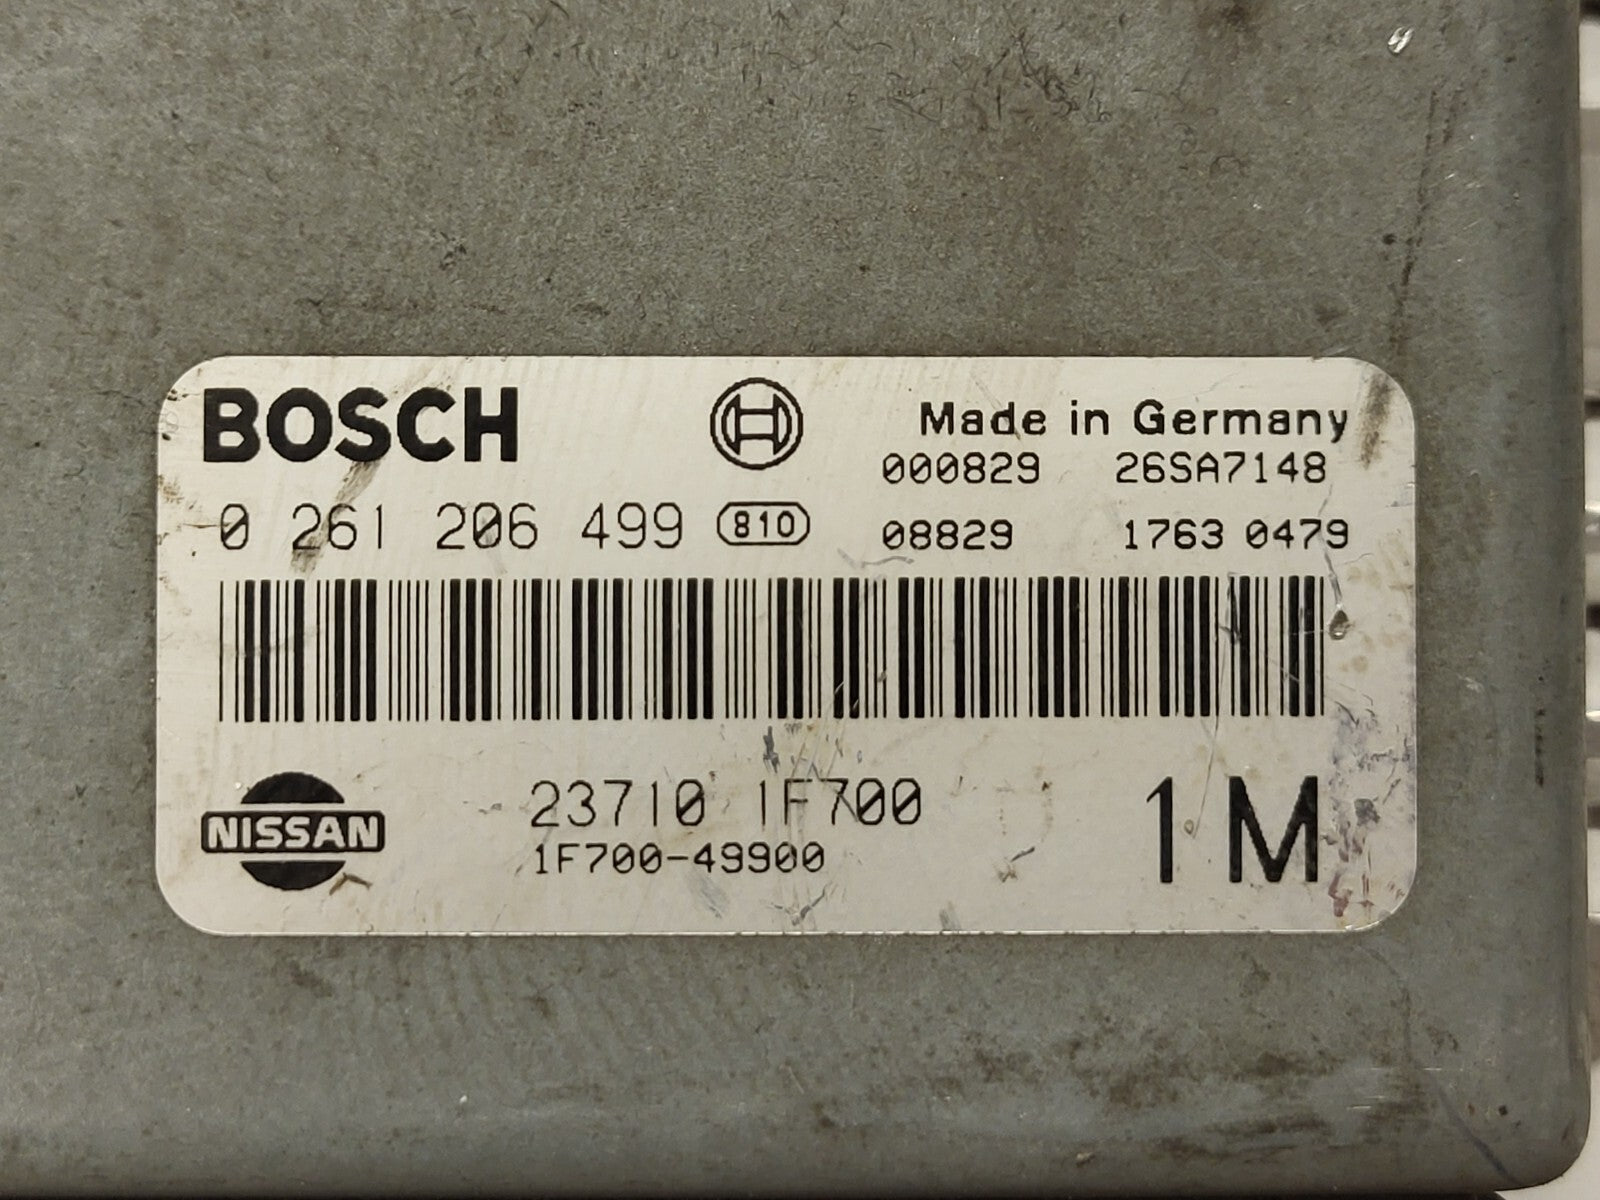 BOSCH Made in Germany
000829 26SA7148
0 261 206 499 810 08829 1763 0479
NISSAN 23710 1F700 1M
1F700-49900